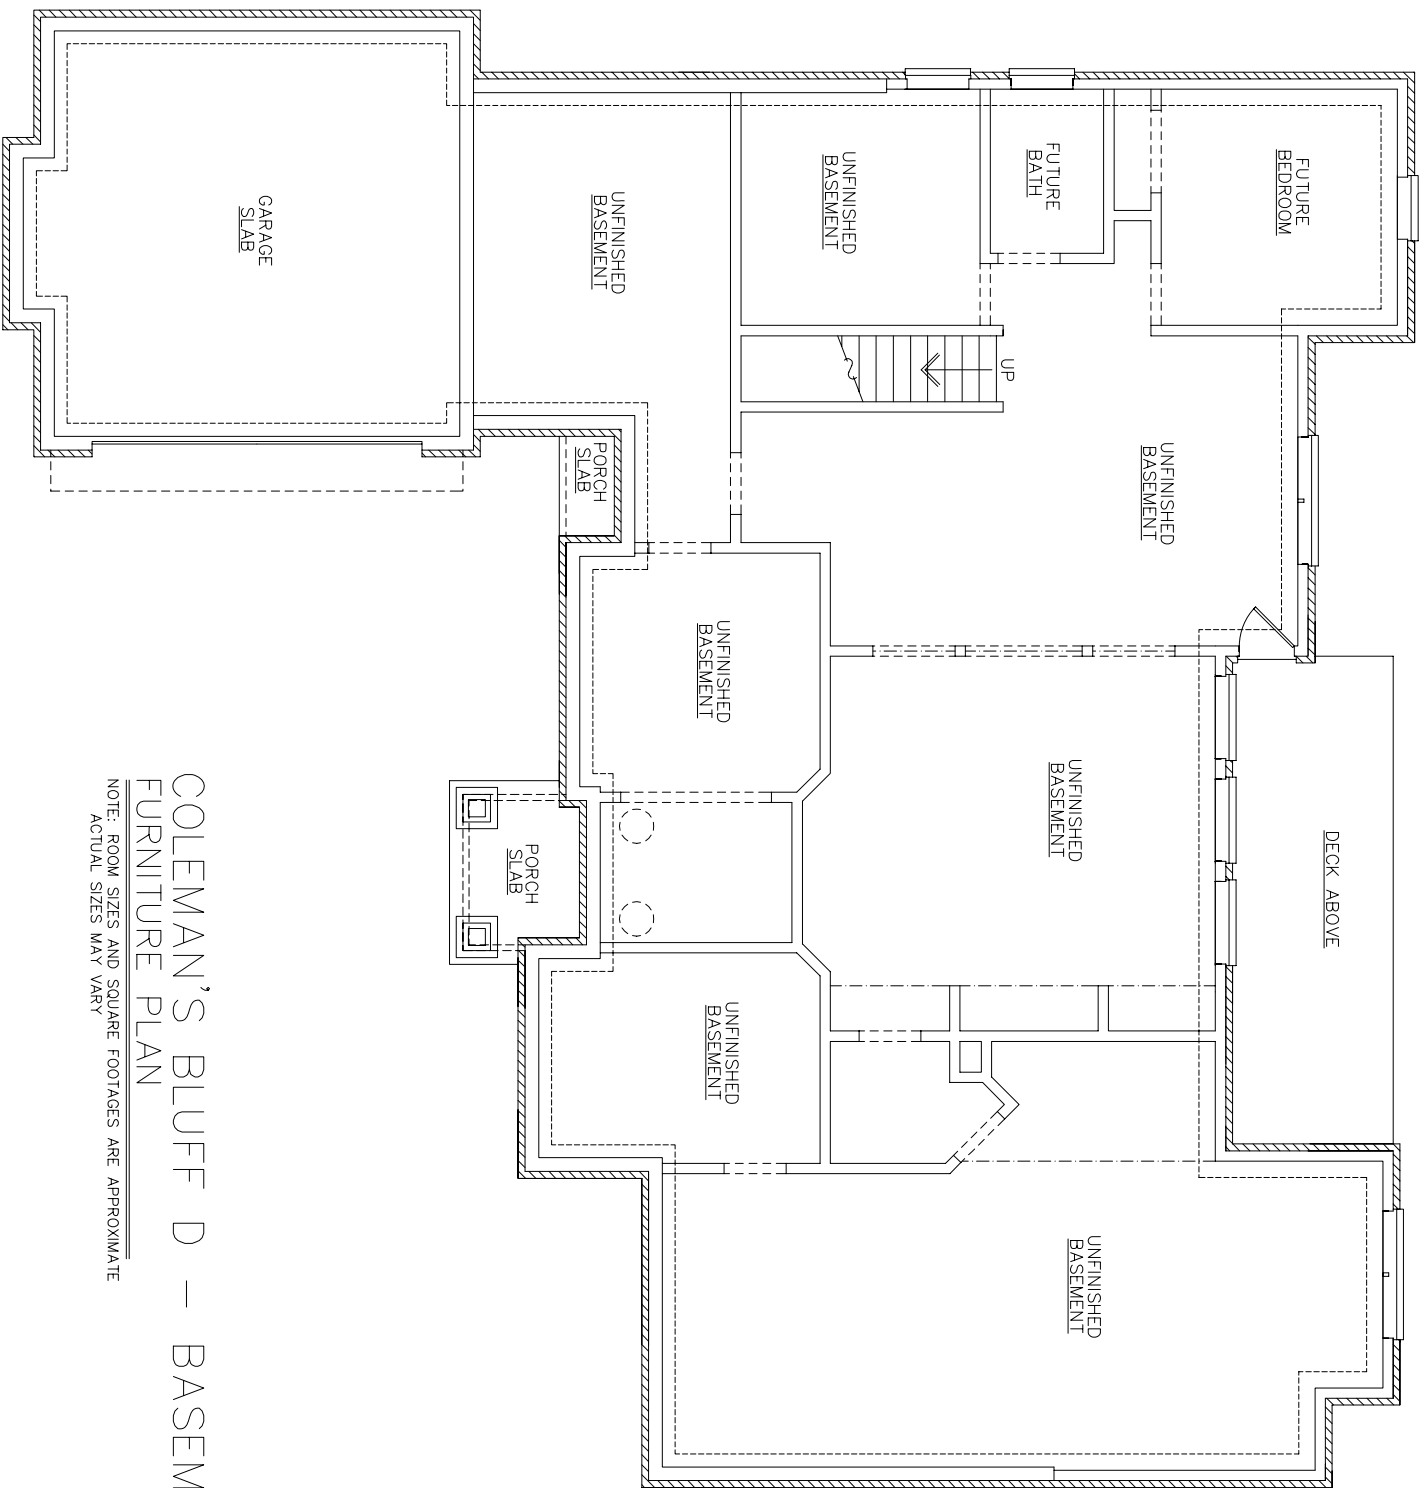 FUTURE
BEDROOM
FUTURE
BATH
UNFINISHED
BASEMENT
UNFINISHED
BASEMENT
GARAGE
SLAB
UP
UNFINISHED
BASEMENT
PORCH
SLAB
UNFINISHED
BASEMENT
UNFINISHED
BASEMENT
DECK ABOVE
PORCH
SLAB
UNFINISHED
BASEMENT
UNFINISHED
BASEMENT
COLEMAN'S BLUFF D — BASEM
FURNITURE PLAN
NOTE: ROOM SIZES AND SQUARE FOOTAGES ARE APPROXIMATE
ACTUAL SIZES MAY VARY